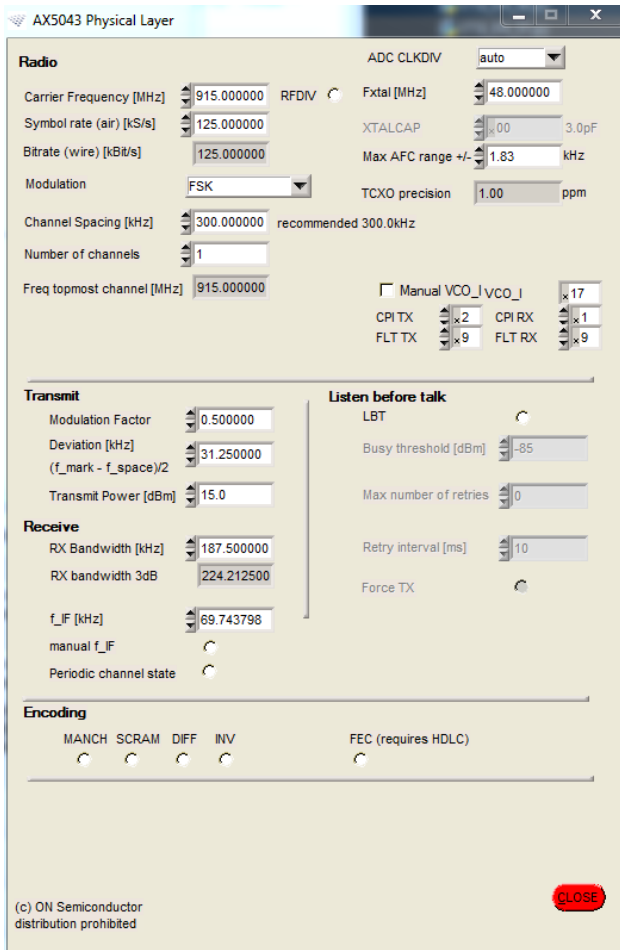 AX5043 Physical Layer
Radio
ADC CLKDIV auto
Carrier Frequency [MHz] 915.000000 RFDIV Fxtal [MHz] 48.000000
Symbol rate (air) [kS/s] 125.000000 XTALCAP x 00 3.0pF
Bitrate (wire) [kBit/s] 125.000000 Max AFC range +/- 1.83 kHz
Modulation FSK TCXO precision 1.00 ppm
Channel Spacing [kHz] 300.000000 recommended 300.0kHz
Number of channels 1
Freq topmost channel [MHz] 915.000000 Manual VCO_I VCO_I x 17
CPI TX x 2 CPI RX x 1
FLT TX x 9 FLT RX x 9
Transmit
Modulation Factor 0.500000
Deviation [kHz]
(f_mark - f_space)/2 31.250000
Transmit Power [dBm] 15.0
Receive
RX Bandwidth [kHz] 187.500000
RX bandwidth 3dB 224.212500
f_IF [kHz] 69.743798
manual f_IF
Periodic channel state
Listen before talk
LBT
Busy threshold [dBm] -85
Max number of retries 0
Retry interval [ms] 10
Force TX
Encoding
MANCH SCRAM DIFF INV FEC (requires HDLC)
CLOSE
(c) ON Semiconductor
distribution prohibited